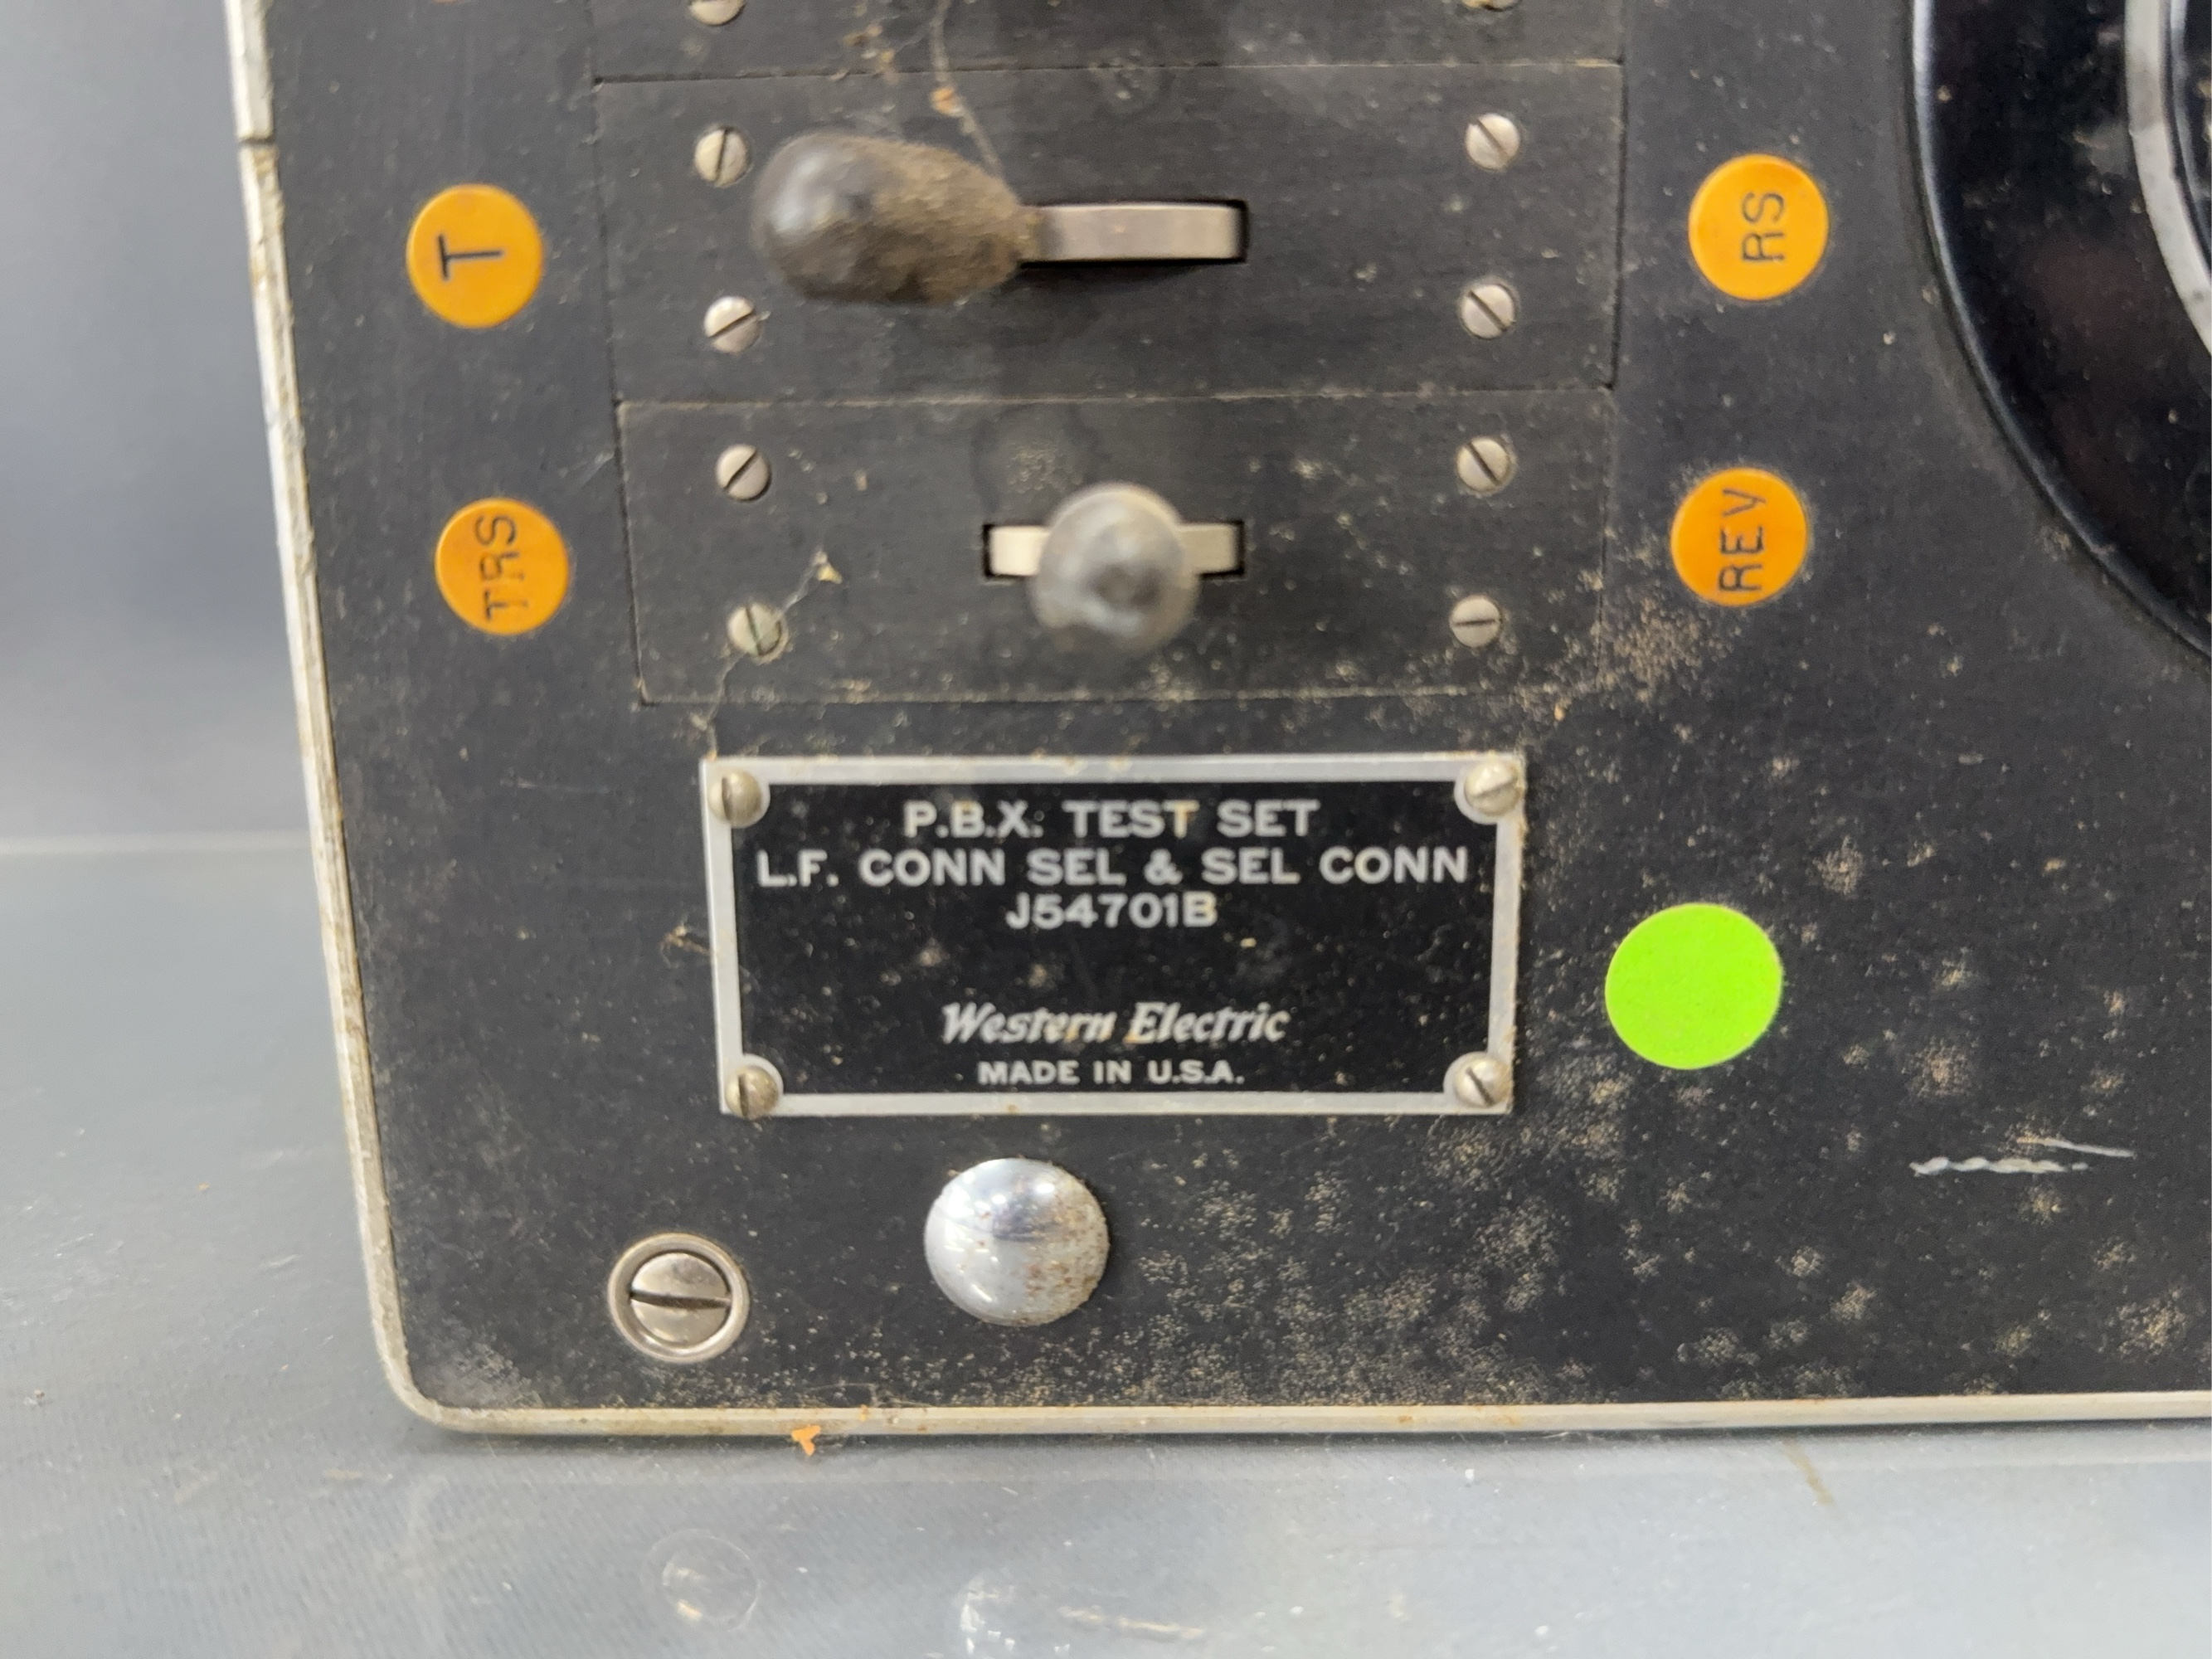 T
RS
TRS
REV
P.B.X. TEST SET
L.F. CONN SEL & SEL CONN
J54701B
Western Electric
MADE IN U.S.A.